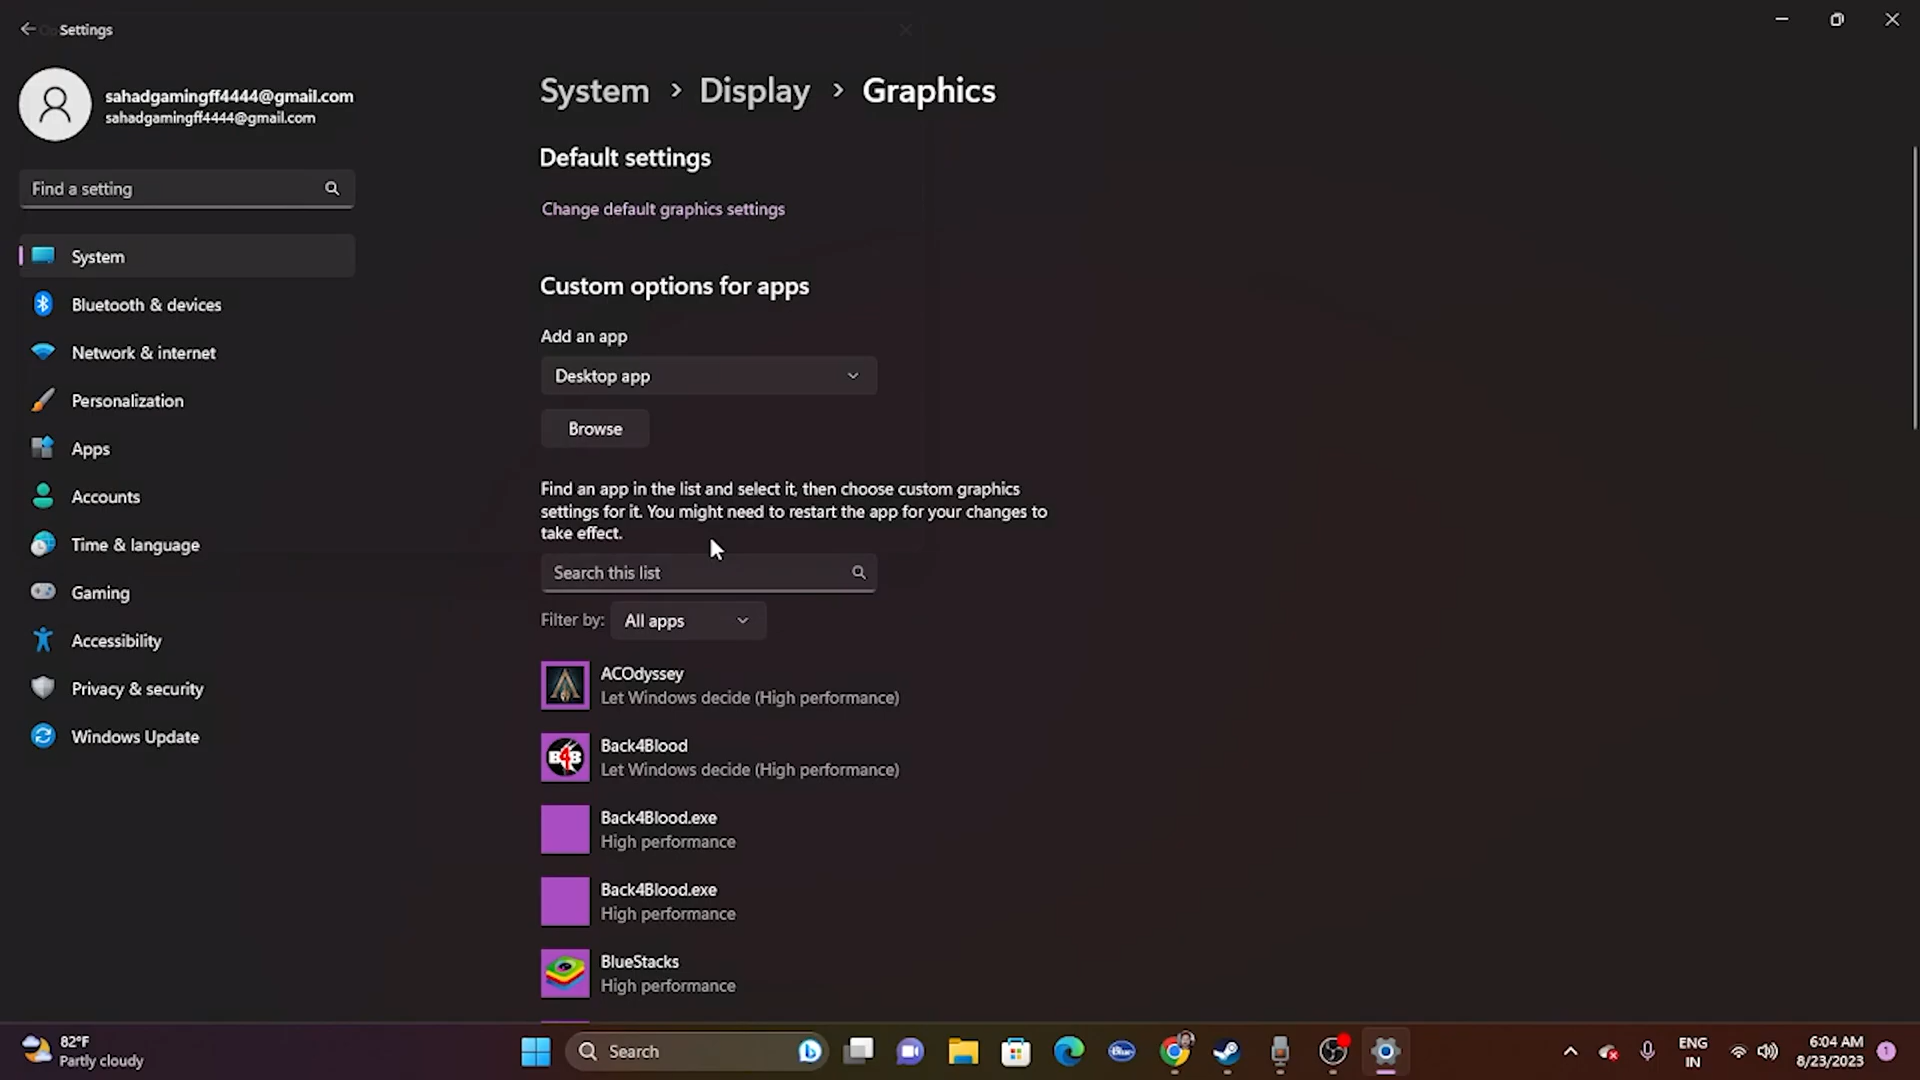 Settings
sahadgamingff4444@gmail.com
sahadgamingff4444@gmail.com
Find a setting
System
Bluetooth & devices
Network & internet
Personalization
Apps
Accounts
Time & language
Gaming
Accessibility
Privacy & security
Windows Update
System > Display > Graphics
Default settings
Change default graphics settings
Custom options for apps
Add an app
Desktop app
Browse
Find an app in the list and select it, then choose custom graphics
settings for it. You might need to restart the app for your changes to
take effect.
Search this list
Filter by: All apps
ACOdyssey
Let Windows decide (High performance)
B4B
Back4Blood
Let Windows decide (High performance)
Back4Blood.exe
High performance
Back4Blood.exe
High performance
BlueStacks
High performance
82°F
Partly cloudy
Search
Blue
ENG
IN
6:04 AM
8/23/2023
1